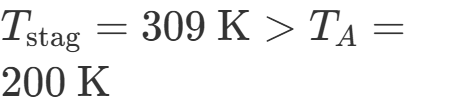 T_stag = 309 K > T_A =
200 K